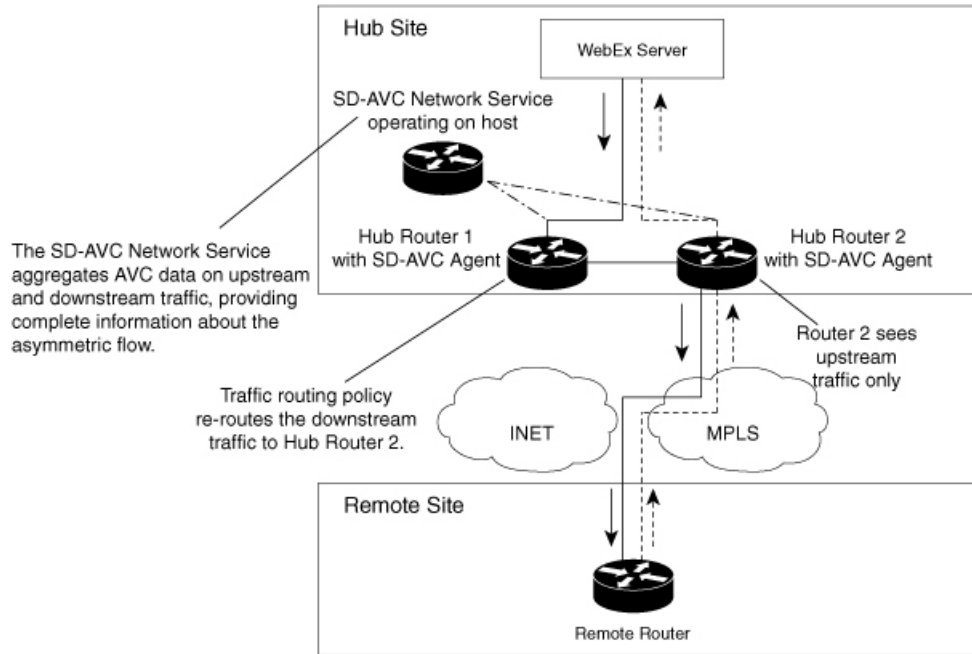 Hub Site
WebEx Server
SD-AVC Network Service
operating on host
The SD-AVC Network Service
aggregates AVC data on upstream
and downstream traffic, providing
complete information about the
asymmetric flow.
Hub Router 1
with SD-AVC Agent
Hub Router 2
with SD-AVC Agent
Router 2 sees
upstream
traffic only
Traffic routing policy
re-routes the downstream
traffic to Hub Router 2.
INET
MPLS
Remote Site
Remote Router